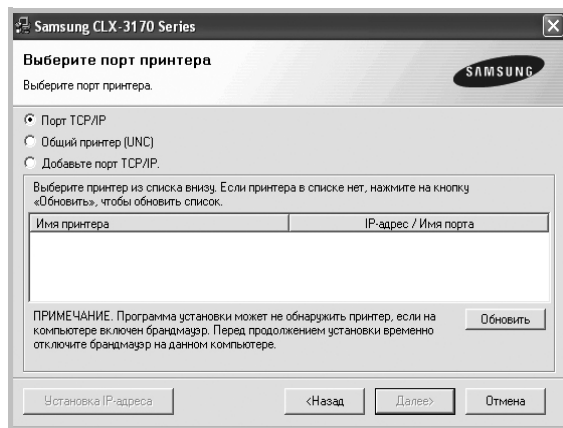 Samsung CLX-3170 Series
Выберите порт принтера
SAMSUNG
Выберите порт принтера.
Порт TCP/IP
Общий принтер (UNC)
Добавьте порт TCP/IP.
Выберите принтер из списка внизу. Если принтера в списке нет, нажмите на кнопку
«Обновить», чтобы обновить список.
Имя принтера IP-адрес / Имя порта
ПРИМЕЧАНИЕ. Программа установки может не обнаружить принтер, если на
компьютере включен брандмауэр. Перед продолжением установки временно
отключите брандмауэр на данном компьютере.
Обновить
Установка IP-адреса <Назад Далее> Отмена